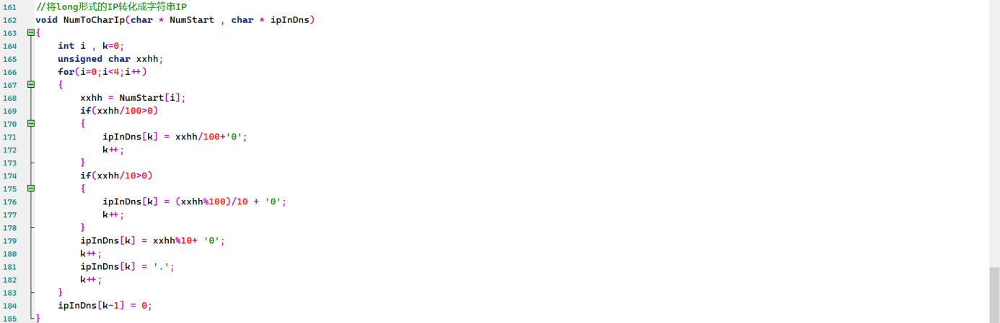 161 //将long形式的IP转化成字符串IP
162 void NumToCharIp(char * NumStart , char * ipInDns)
163 {
164     int i , k=0;
165     unsigned char xxhh;
166     for(i=0;i<4;i++)
167     {
168         xxhh = NumStart[i];
169         if(xxhh/100>0)
170         {
171             ipInDns[k] = xxhh/100+'0';
172             k++;
173         }
174         if(xxhh/10>0)
175         {
176             ipInDns[k] = (xxhh%100)/10 + '0';
177             k++;
178         }
179         ipInDns[k] = xxhh%10+ '0';
180         k++;
181         ipInDns[k] = '.';
182         k++;
183     }
184     ipInDns[k-1] = 0;
185 }